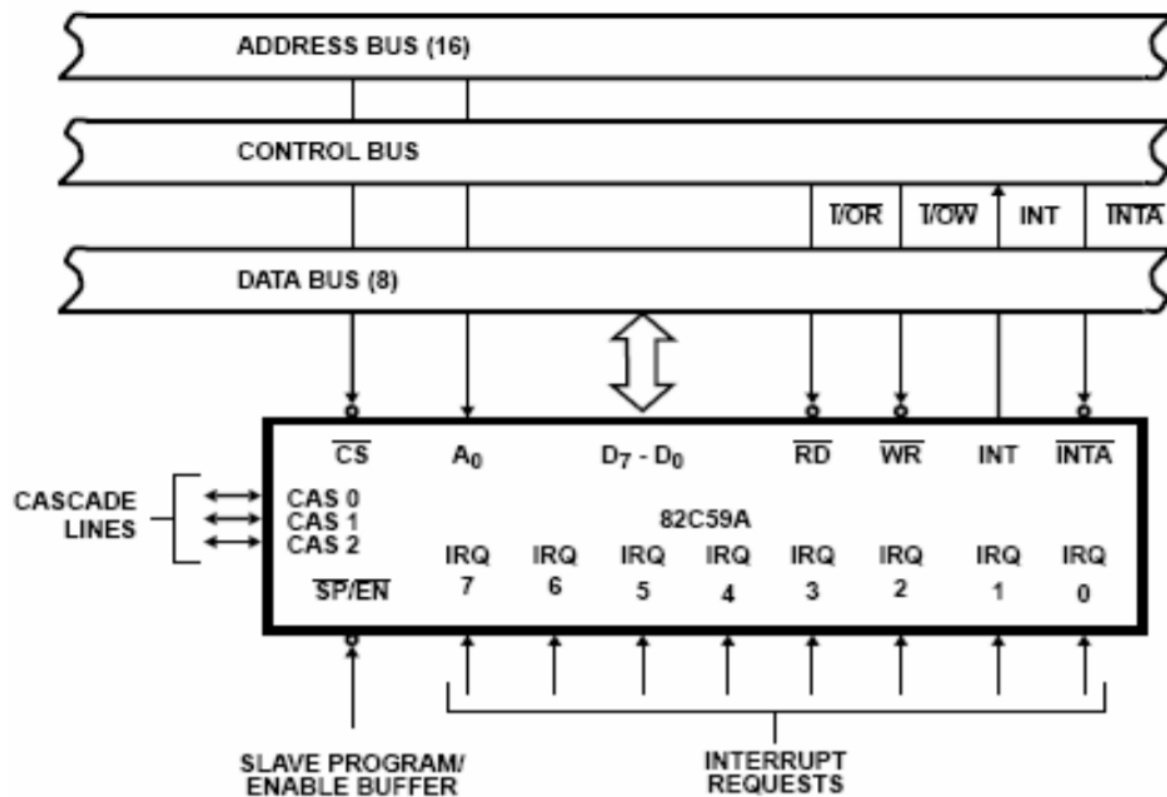 ADDRESS BUS (16)
CONTROL BUS
I/OR I/OW INT INTA
DATA BUS (8)
CS A0 D7 - D0 RD WR INT INTA
CASCADE
LINES
CAS 0
CAS 1
CAS 2
82C59A
SP/EN
IRQ IRQ IRQ IRQ IRQ IRQ IRQ IRQ
7 6 5 4 3 2 1 0
SLAVE PROGRAM/
ENABLE BUFFER
INTERRUPT
REQUESTS